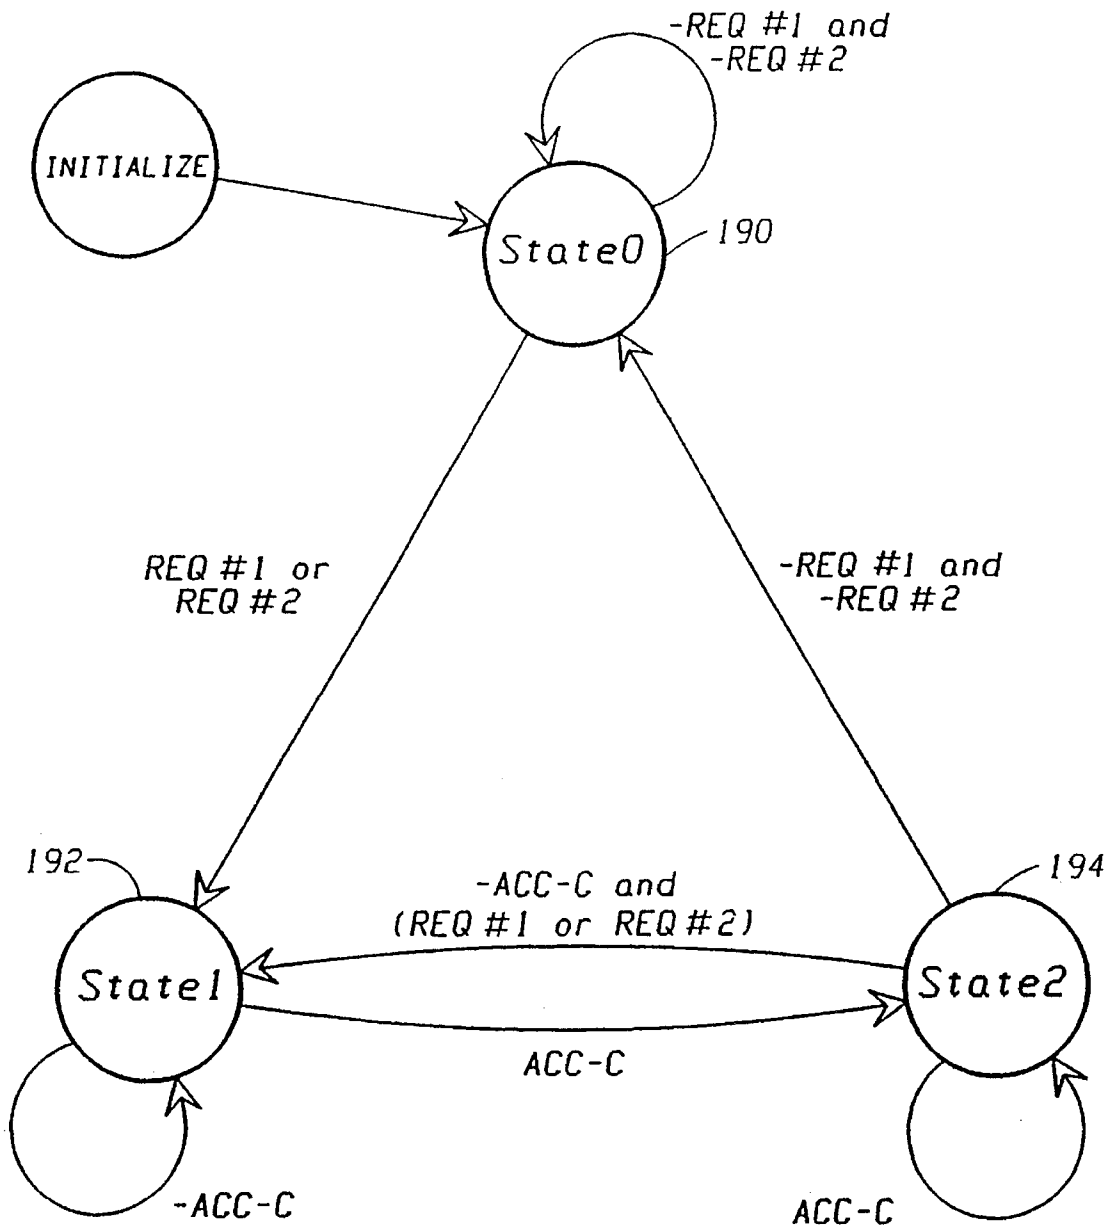 -REQ #1 and
-REQ #2
INITIALIZE
State0
190
REQ #1 or
REQ #2
-REQ #1 and
-REQ #2
192
194
-ACC-C and
(REQ #1 or REQ #2)
State1
State2
ACC-C
-ACC-C
ACC-C